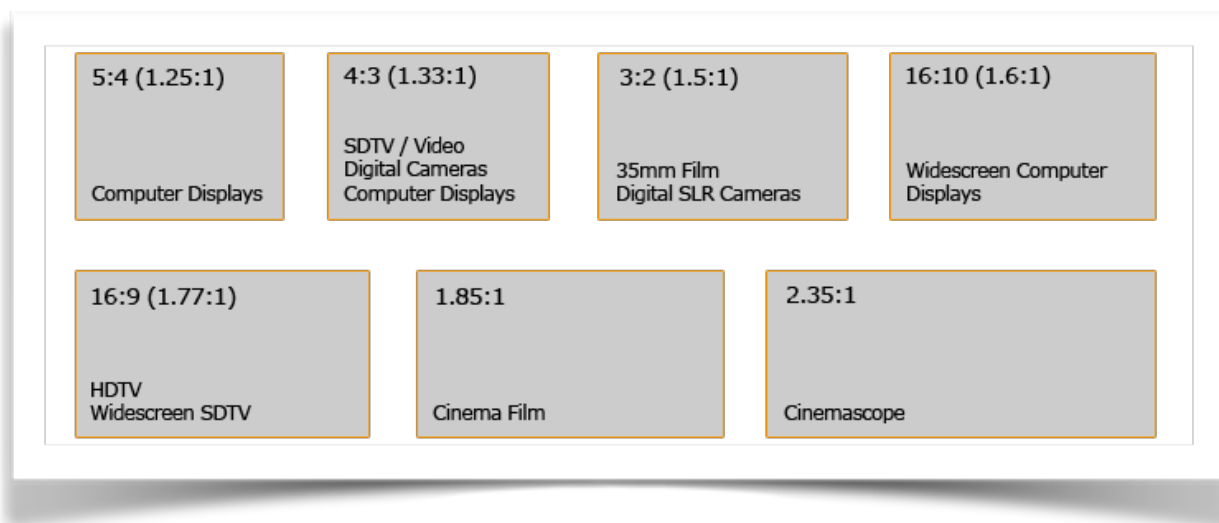 5:4 (1.25:1)
Computer Displays
4:3 (1.33:1)
SDTV / Video
Digital Cameras
Computer Displays
3:2 (1.5:1)
35mm Film
Digital SLR Cameras
16:10 (1.6:1)
Widescreen Computer
Displays
16:9 (1.77:1)
HDTV
Widescreen SDTV
1.85:1
Cinema Film
2.35:1
Cinemascope